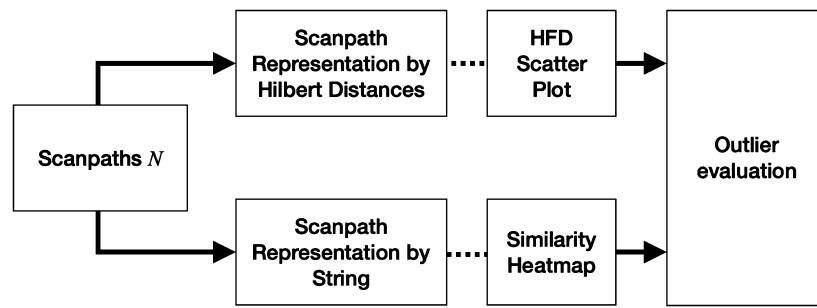 Scanpaths N
Scanpath
Representation by
Hilbert Distances
HFD
Scatter
Plot
Scanpath
Representation by
String
Similarity
Heatmap
Outlier
evaluation